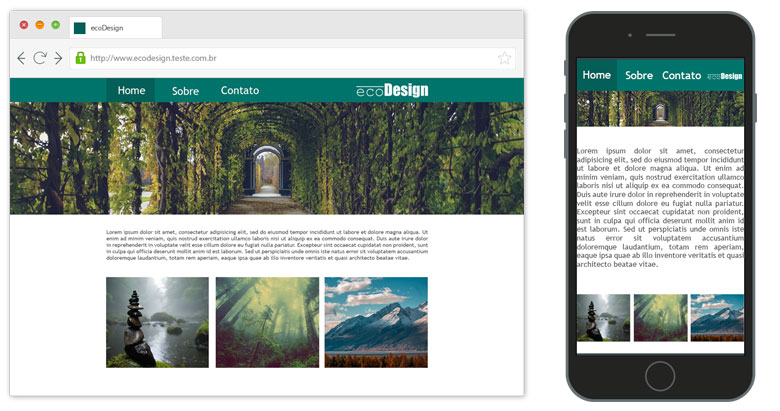 ecoDesign
http://www.ecodesign.teste.com.br
Home Sobre Contato ecoDesign
Lorem ipsum dolor sit amet, consectetur adipisicing elit, sed do eiusmod tempor incididunt ut labore et dolore magna aliqua. Ut
enim ad minim veniam, quis nostrud exercitation ullamco laboris nisi ut aliquip ex ea commodo consequat. Duis aute irure dolor
in reprehenderit in voluptate velit esse cillum dolore eu fugiat nulla pariatur. Excepteur sint occaecat cupidatat non proident, sunt
in culpa qui officia deserunt mollit anim id est laborum. Sed ut perspiciatis unde omnis iste natus error sit voluptatem accusantium
doloremque laudantium, totam rem aperiam, eaque ipsa quae ab illo inventore veritatis et quasi architecto beatae vitae.
Home Sobre Contato ecoDesign
Lorem ipsum dolor sit amet, consectetur
adipisicing elit, sed do eiusmod tempor incididunt
ut labore et dolore magna aliqua. Ut enim ad
minim veniam, quis nostrud exercitation ullamco
laboris nisi ut aliquip ex ea commodo consequat.
Duis aute irure dolor in reprehenderit in voluptate
velit esse cillum dolore eu fugiat nulla pariatur.
Excepteur sint occaecat cupidatat non proident,
sunt in culpa qui officia deserunt mollit anim id
est laborum. Sed ut perspiciatis unde omnis iste
natus error sit voluptatem accusantium
doloremque laudantium, totam rem aperiam,
eaque ipsa quae ab illo inventore veritatis et quasi
architecto beatae vitae.